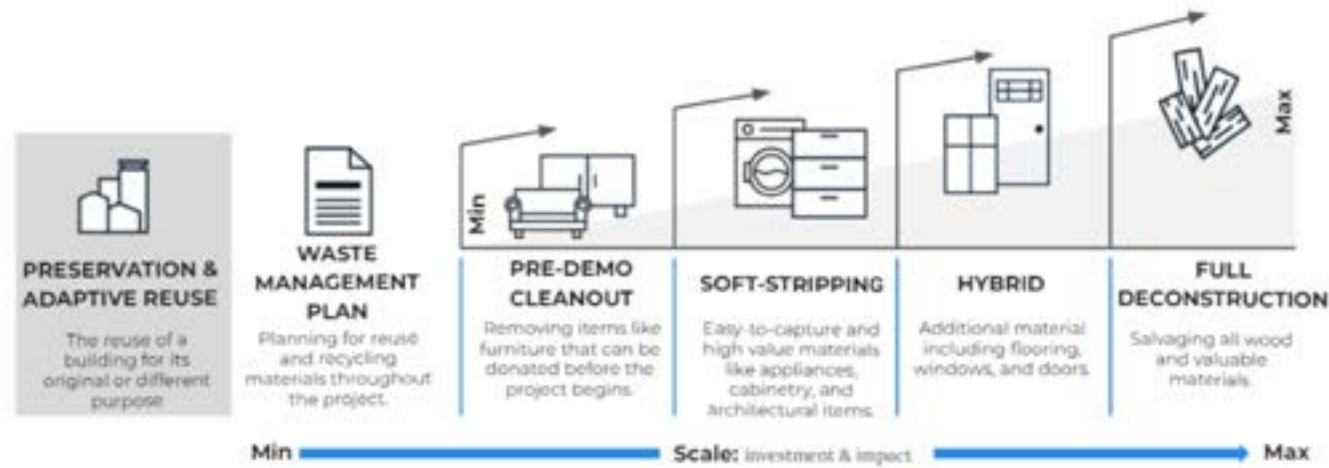 PRESERVATION &
ADAPTIVE REUSE
The reuse of a
building for its
original or different
purpose
WASTE
MANAGEMENT
PLAN
Planning for reuse
and recycling
materials throughout
the project.
Min
PRE-DEMO
CLEANOUT
Removing items like
furniture that can be
donated before the
project begins.
SOFT-STRIPPING
Easy-to-capture and
high value materials
like appliances,
cabinetry, and
architectural items.
HYBRID
Additional material
including flooring,
windows, and doors.
Max
FULL
DECONSTRUCTION
Salvaging all wood
and valuable
materials.
Min
Scale: investment & impact
Max